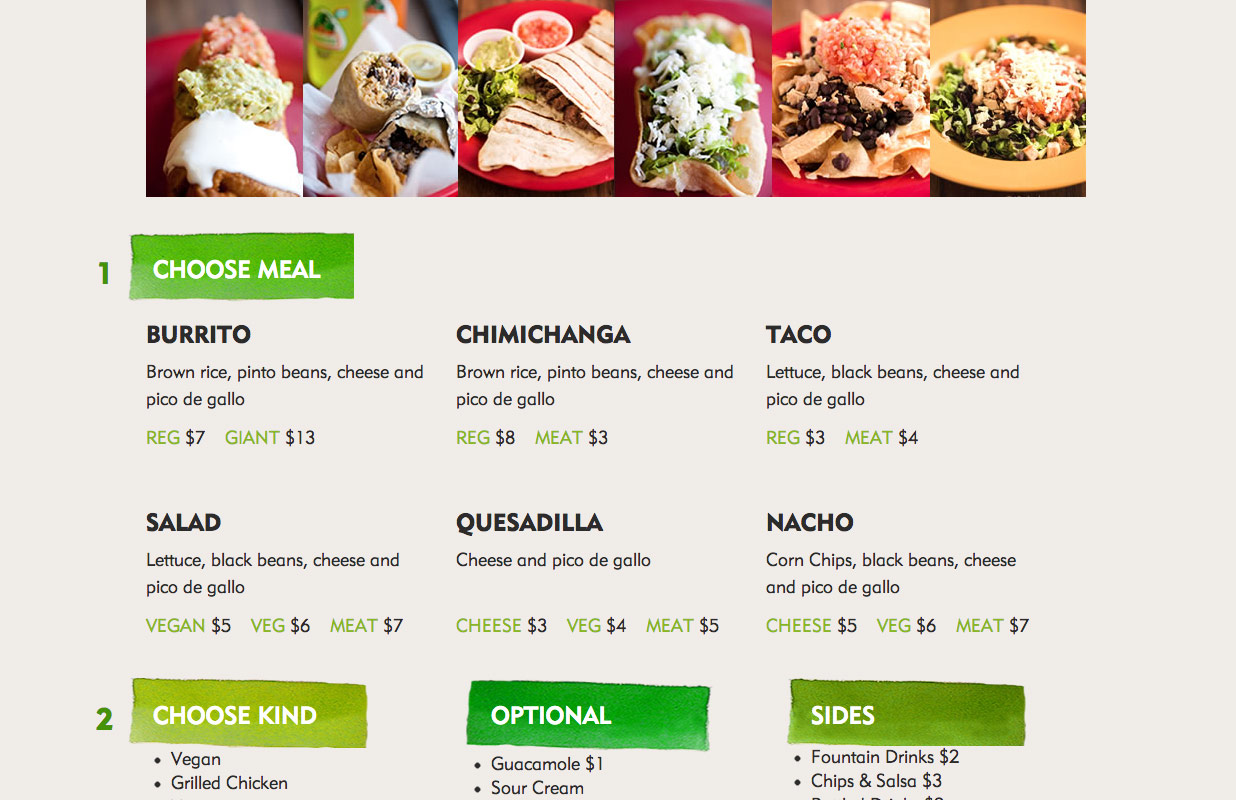 1
CHOOSE MEAL
BURRITO
Brown rice, pinto beans, cheese and
pico de gallo
REG $7 GIANT $13
CHIMICHANGA
Brown rice, pinto beans, cheese and
pico de gallo
REG $8 MEAT $3
TACO
Lettuce, black beans, cheese and
pico de gallo
REG $3 MEAT $4
SALAD
Lettuce, black beans, cheese and
pico de gallo
VEGAN $5 VEG $6 MEAT $7
QUESADILLA
Cheese and pico de gallo
CHEESE $3 VEG $4 MEAT $5
NACHO
Corn Chips, black beans, cheese
and pico de gallo
CHEESE $5 VEG $6 MEAT $7
2
CHOOSE KIND
• Vegan
• Grilled Chicken
OPTIONAL
• Guacamole $1
• Sour Cream
SIDES
• Fountain Drinks $2
• Chips & Salsa $3